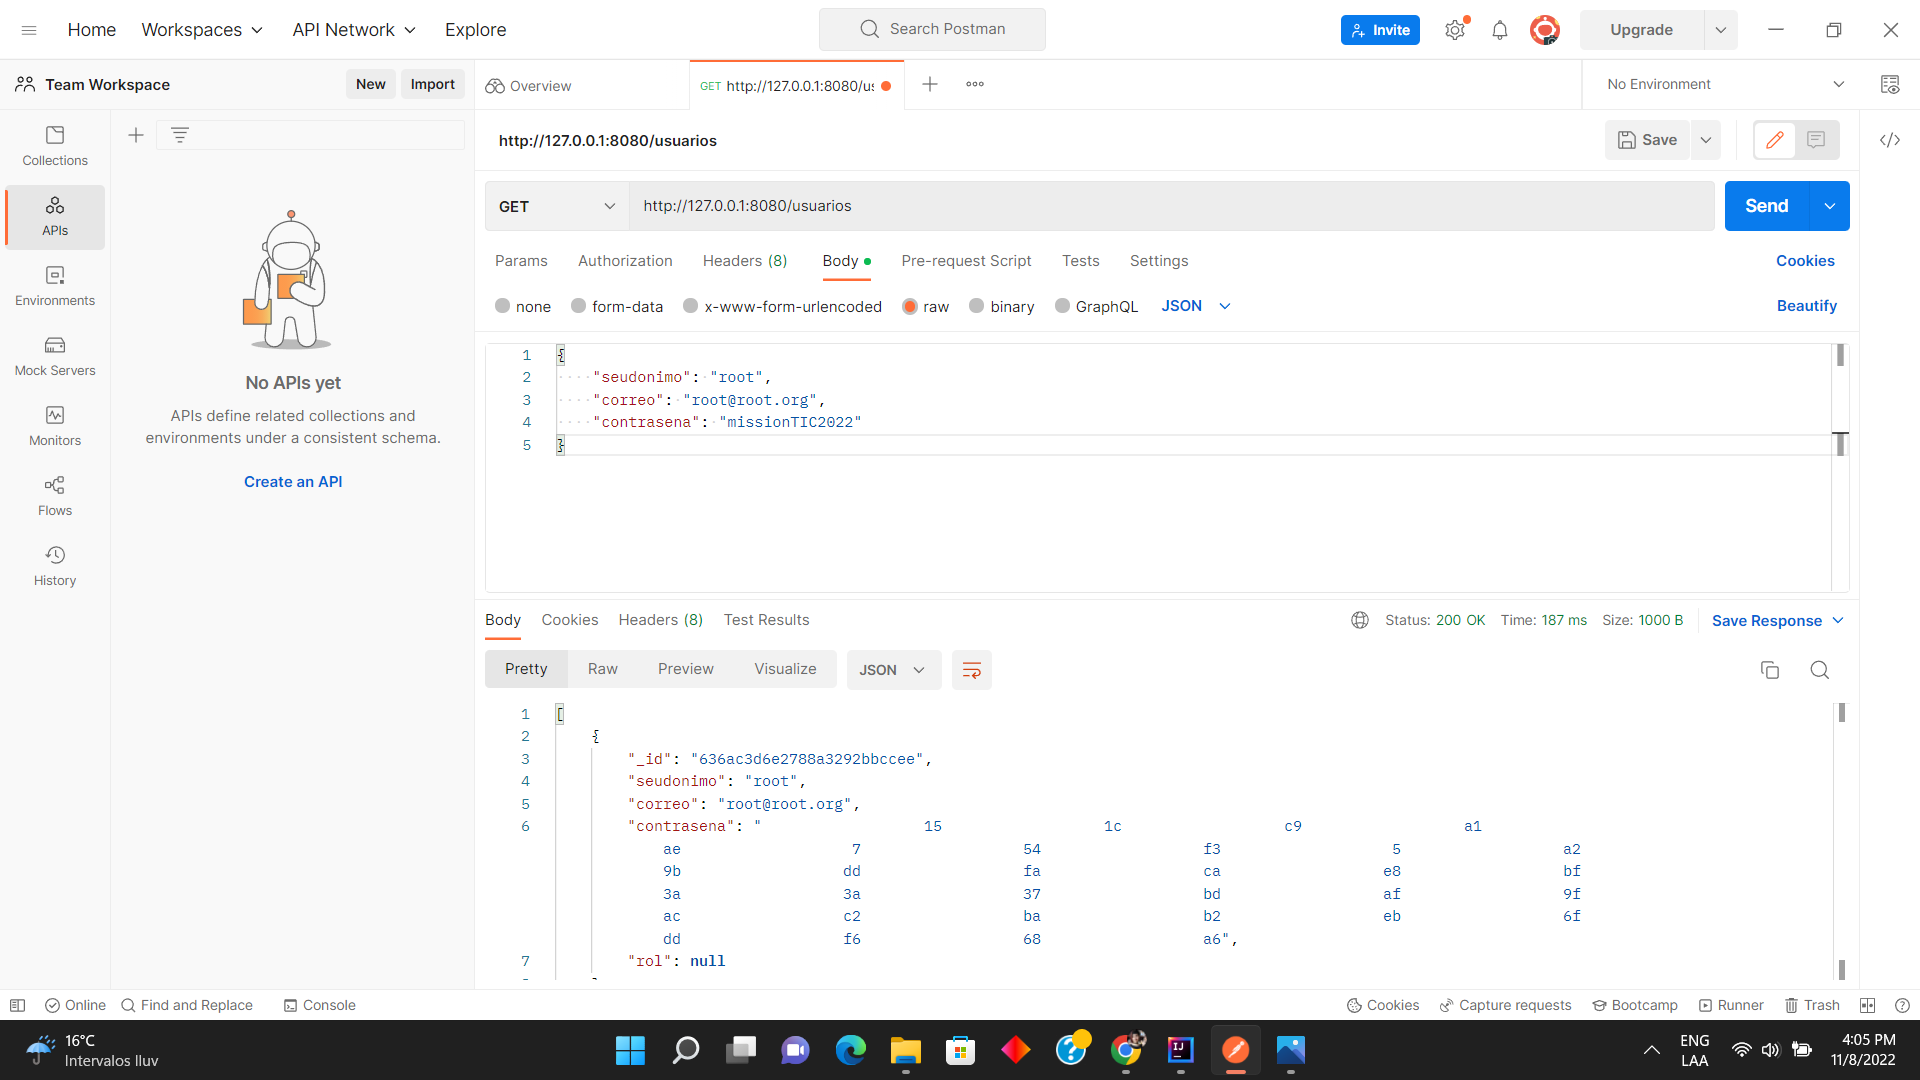 Home Workspaces API Network Explore Search Postman Invite Upgrade
Team Workspace New Import Overview GET http://127.0.0.1:8080/us No Environment
http://127.0.0.1:8080/usuarios Save
Collections
APIs
Environments
Mock Servers
Monitors
Flows
History
No APIs yet
APIs define related collections and
environments under a consistent schema.
Create an API
GET http://127.0.0.1:8080/usuarios Send
Params Authorization Headers (8) Body Pre-request Script Tests Settings Cookies
none form-data x-www-form-urlencoded raw binary GraphQL JSON Beautify
1 {
2 "seudonimo": "root",
3 "correo": "root@root.org",
4 "contrasena": "missionTIC2022"
5 }
Body Cookies Headers (8) Test Results Status: 200 OK Time: 187 ms Size: 1000 B Save Response
Pretty Raw Preview Visualize JSON
1 [
2 {
3 "_id": "636ac3d6e2788a3292bbccee",
4 "seudonimo": "root",
5 "correo": "root@root.org",
6 "contrasena": " 15 1c c9 a1
ae 7 54 f3 5 a2
9b dd fa ca e8 bf
3a 3a 37 bd af 9f
ac c2 ba b2 eb 6f
dd f6 68 a6",
7 "rol": null
Online Find and Replace Console Cookies Capture requests Bootcamp Runner Trash
16°C
Intervalos lluv
IJ
ENG
LAA
4:05 PM
11/8/2022